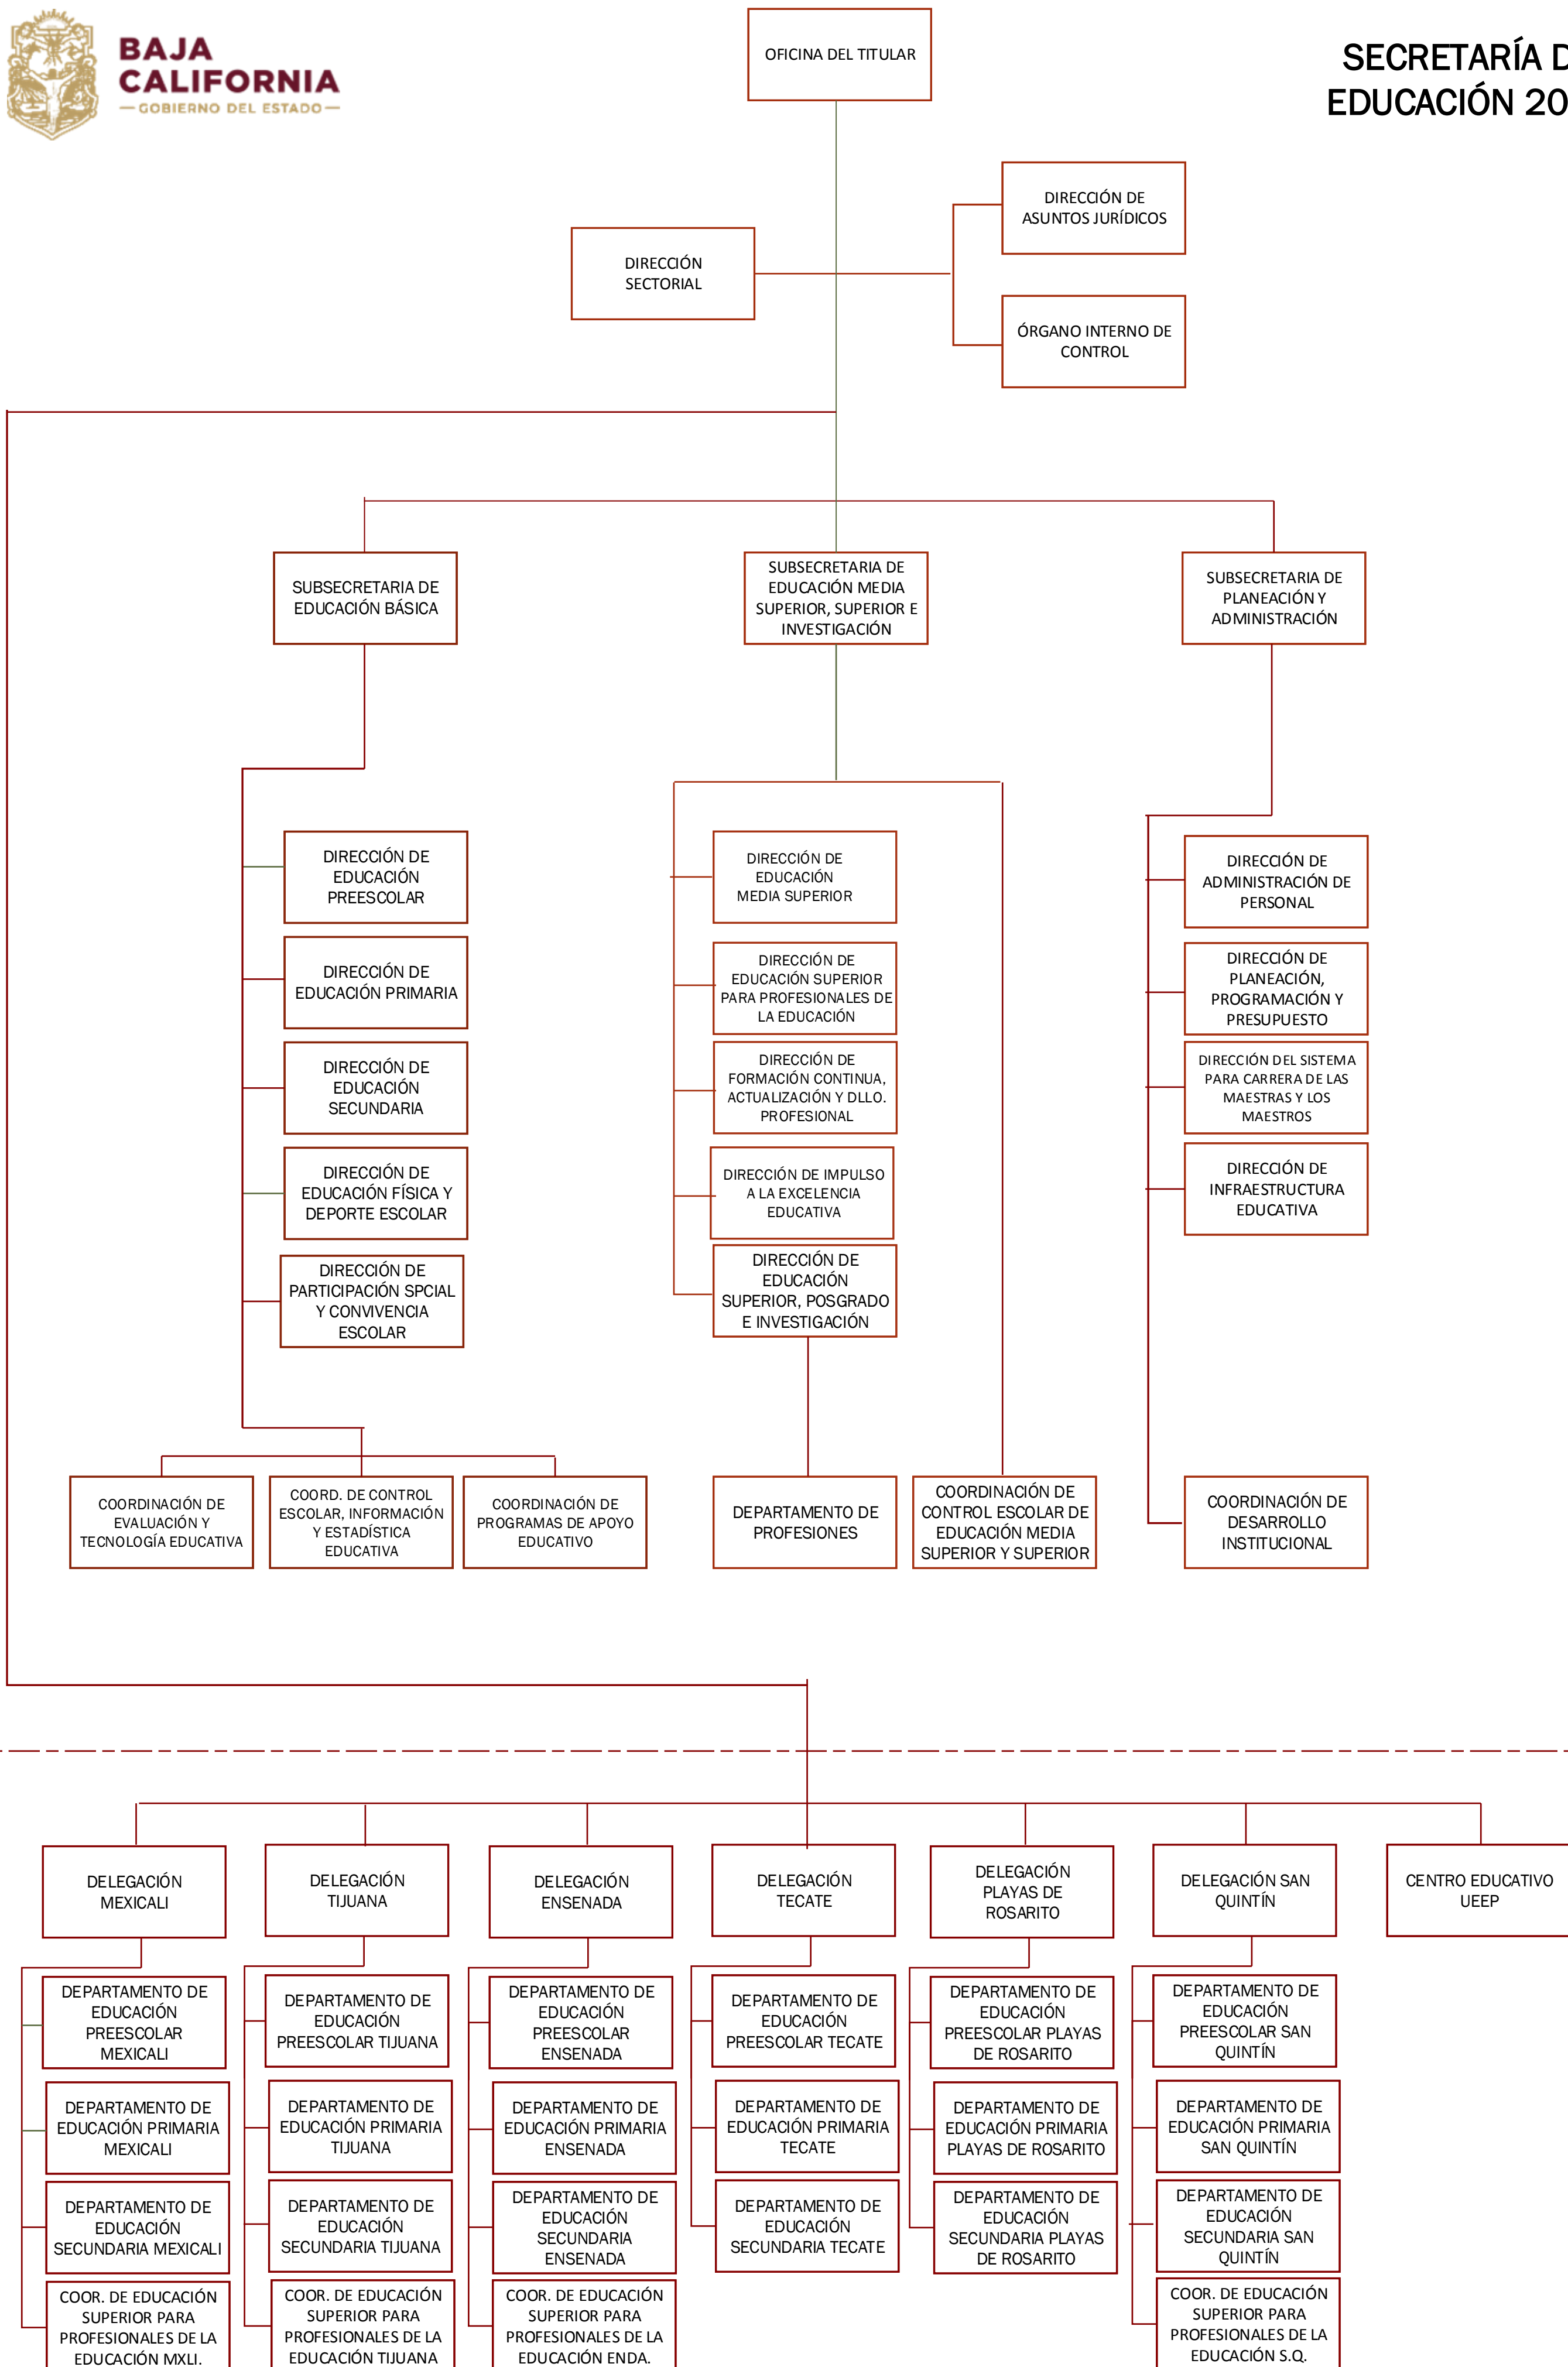 BAJA
CALIFORNIA
GOBIERNO DEL ESTADO
SECRETARÍA D
EDUCACIÓN 20
OFICINA DEL TITULAR
DIRECCIÓN DE
ASUNTOS JURÍDICOS
DIRECCIÓN
SECTORIAL
ÓRGANO INTERNO DE
CONTROL
SUBSECRETARIA DE
EDUCACIÓN BÁSICA
SUBSECRETARIA DE
EDUCACIÓN MEDIA
SUPERIOR, SUPERIOR E
INVESTIGACIÓN
SUBSECRETARIA DE
PLANEACIÓN Y
ADMINISTRACIÓN
DIRECCIÓN DE
EDUCACIÓN
PREESCOLAR
DIRECCIÓN DE
EDUCACIÓN PRIMARIA
DIRECCIÓN DE
EDUCACIÓN
SECUNDARIA
DIRECCIÓN DE
EDUCACIÓN FÍSICA Y
DEPORTE ESCOLAR
DIRECCIÓN DE
PARTICIPACIÓN SPCIAL
Y CONVIVENCIA
ESCOLAR
DIRECCIÓN DE
EDUCACIÓN
MEDIA SUPERIOR
DIRECCIÓN DE
EDUCACIÓN SUPERIOR
PARA PROFESIONALES DE
LA EDUCACIÓN
DIRECCIÓN DE
FORMACIÓN CONTINUA,
ACTUALIZACIÓN Y DLLO.
PROFESIONAL
DIRECCIÓN DE IMPULSO
A LA EXCELENCIA
EDUCATIVA
DIRECCIÓN DE
EDUCACIÓN
SUPERIOR, POSGRADO
E INVESTIGACIÓN
DIRECCIÓN DE
ADMINISTRACIÓN DE
PERSONAL
DIRECCIÓN DE
PLANEACIÓN,
PROGRAMACIÓN Y
PRESUPUESTO
DIRECCIÓN DEL SISTEMA
PARA CARRERA DE LAS
MAESTRAS Y LOS
MAESTROS
DIRECCIÓN DE
INFRAESTRUCTURA
EDUCATIVA
COORDINACIÓN DE
EVALUACIÓN Y
TECNOLOGÍA EDUCATIVA
COORD. DE CONTROL
ESCOLAR, INFORMACIÓN
Y ESTADÍSTICA
EDUCATIVA
COORDINACIÓN DE
PROGRAMAS DE APOYO
EDUCATIVO
DEPARTAMENTO DE
PROFESIONES
COORDINACIÓN DE
CONTROL ESCOLAR DE
EDUCACIÓN MEDIA
SUPERIOR Y SUPERIOR
COORDINACIÓN DE
DESARROLLO
INSTITUCIONAL
DELEGACIÓN
MEXICALI
DELEGACIÓN
TIJUANA
DELEGACIÓN
ENSENADA
DELEGACIÓN
TECATE
DELEGACIÓN
PLAYAS DE
ROSARITO
DELEGACIÓN SAN
QUINTÍN
CENTRO EDUCATIVO
UEEP
DEPARTAMENTO DE
EDUCACIÓN
PREESCOLAR
MEXICALI
DEPARTAMENTO DE
EDUCACIÓN
PREESCOLAR TIJUANA
DEPARTAMENTO DE
EDUCACIÓN
PREESCOLAR
ENSENADA
DEPARTAMENTO DE
EDUCACIÓN
PREESCOLAR TECATE
DEPARTAMENTO DE
EDUCACIÓN
PREESCOLAR PLAYAS
DE ROSARITO
DEPARTAMENTO DE
EDUCACIÓN
PREESCOLAR SAN
QUINTÍN
DEPARTAMENTO DE
EDUCACIÓN PRIMARIA
MEXICALI
DEPARTAMENTO DE
EDUCACIÓN PRIMARIA
TIJUANA
DEPARTAMENTO DE
EDUCACIÓN PRIMARIA
ENSENADA
DEPARTAMENTO DE
EDUCACIÓN PRIMARIA
TECATE
DEPARTAMENTO DE
EDUCACIÓN PRIMARIA
PLAYAS DE ROSARITO
DEPARTAMENTO DE
EDUCACIÓN PRIMARIA
SAN QUINTÍN
DEPARTAMENTO DE
EDUCACIÓN
SECUNDARIA MEXICALI
DEPARTAMENTO DE
EDUCACIÓN
SECUNDARIA TIJUANA
DEPARTAMENTO DE
EDUCACIÓN
SECUNDARIA
ENSENADA
DEPARTAMENTO DE
EDUCACIÓN
SECUNDARIA TECATE
DEPARTAMENTO DE
EDUCACIÓN
SECUNDARIA PLAYAS
DE ROSARITO
DEPARTAMENTO DE
EDUCACIÓN
SECUNDARIA SAN
QUINTÍN
COOR. DE EDUCACIÓN
SUPERIOR PARA
PROFESIONALES DE LA
EDUCACIÓN MXLI.
COOR. DE EDUCACIÓN
SUPERIOR PARA
PROFESIONALES DE LA
EDUCACIÓN TIJUANA
COOR. DE EDUCACIÓN
SUPERIOR PARA
PROFESIONALES DE LA
EDUCACIÓN ENDA.
COOR. DE EDUCACIÓN
SUPERIOR PARA
PROFESIONALES DE LA
EDUCACIÓN S.Q.